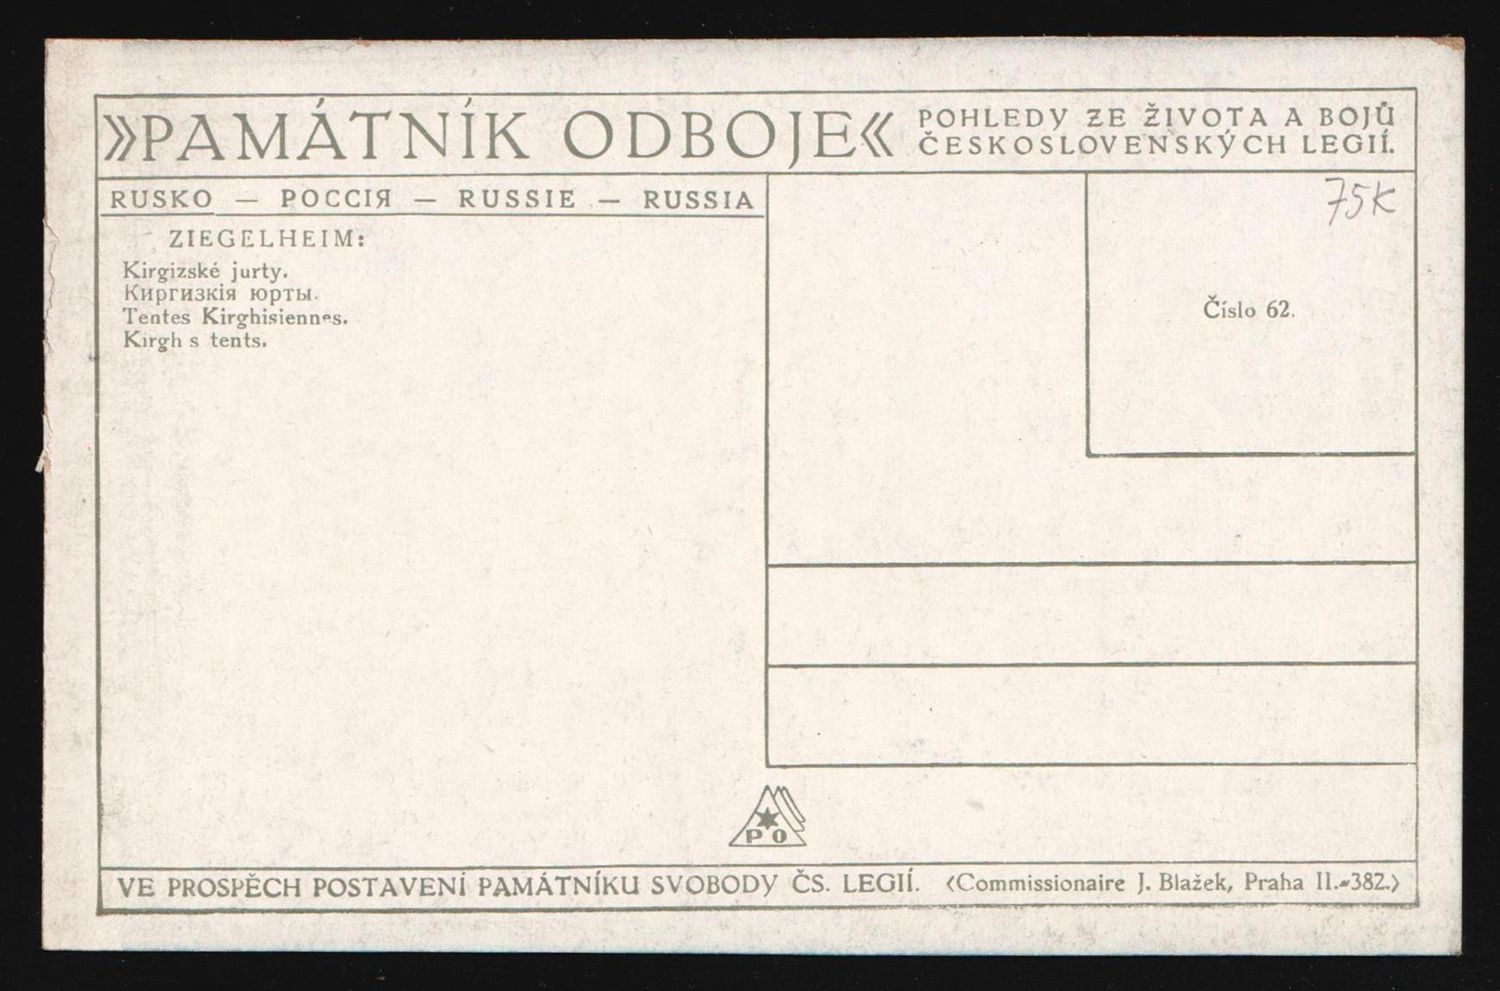 »PAMÁTNÍK ODBOJE«
POHLEDY ZE ŽIVOTA A BOJŮ
ČESKOSLOVENSKÝCH LEGIÍ.
RUSKO — РОССІЯ — RUSSIE — RUSSIA
75K
ZIEGELHEIM:
Kirgizské jurty.
Киргизкія юрты.
Tentes Kirghisiennes.
Kirgh s tents.
Číslo 62.
PO
VE PROSPĚCH POSTAVENÍ PAMÁTNÍKU SVOBODY ČS. LEGIÍ. (Commissionaire J. Blažek, Praha II.-382.)